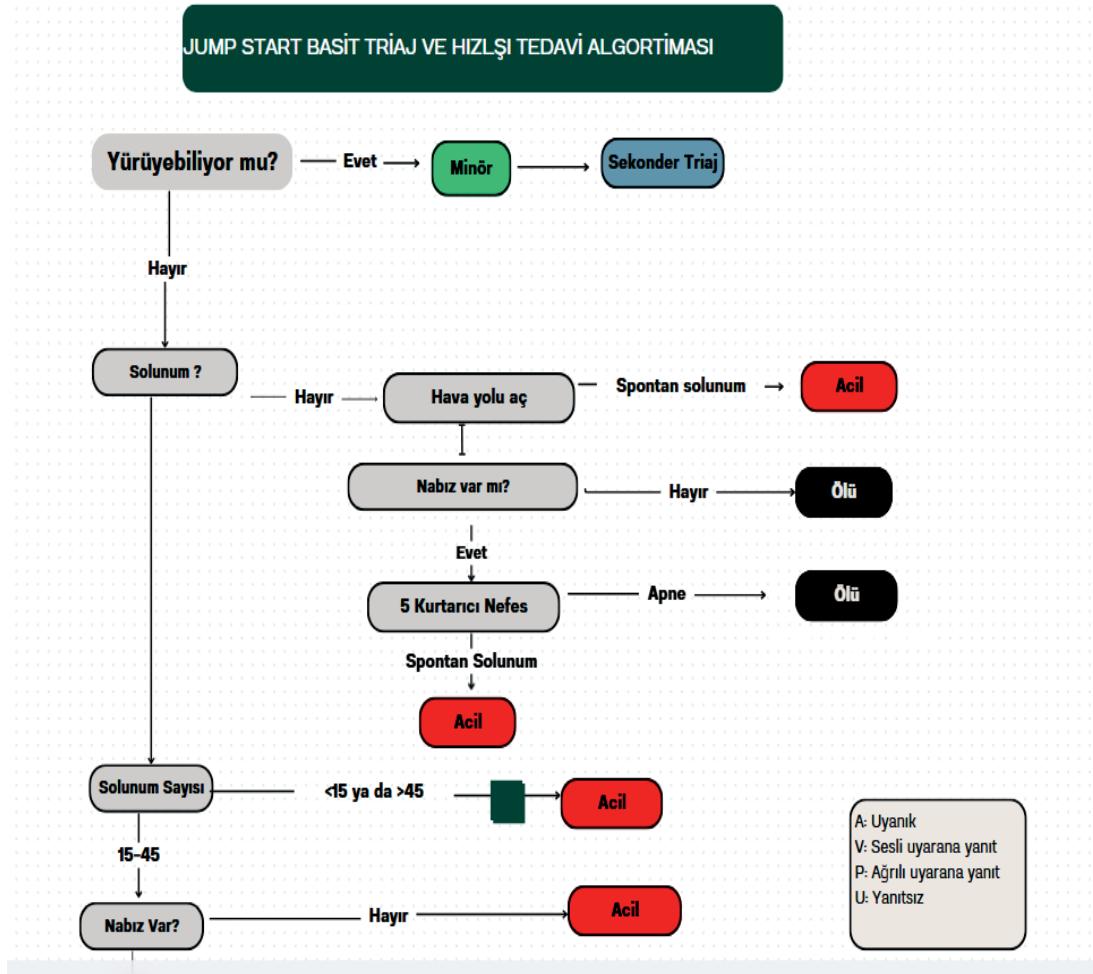 JUMP START BASİT TRİAJ VE HIZLŞI TEDAVİ ALGORTİMASI
Yürüyebiliyor mu?
Evet
Minör
Sekonder Triaj
Hayır
Solunum ?
Hayır
Hava yolu aç
Spontan solunum
Acil
Nabız var mı?
Hayır
Ölü
Evet
5 Kurtarıcı Nefes
Apne
Ölü
Spontan Solunum
Acil
Solunum Sayısı
<15 ya da >45
Acil
15-45
Nabız Var?
Hayır
Acil
A: Uyanık
V: Sesli uyarana yanıt
P: Ağrılı uyarana yanıt
U: Yanıtsız